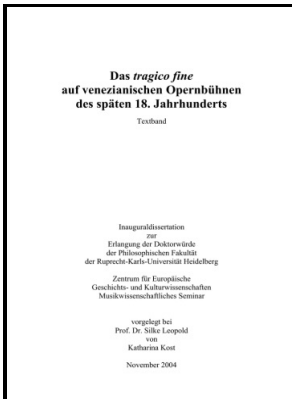 Das tragico fine
auf venezianischen Opernbühnen
des späten 18. Jahrhunderts
Textband
Inauguraldissertation
zur
Erlangung der Doktorwürde
der Philosophischen Fakultät
der Ruprecht-Karls-Universität Heidelberg
Zentrum für Europäische
Geschichts- und Kulturwissenschaften
Musikwissenschaftliches Seminar
vorgelegt bei
Prof. Dr. Silke Leopold
von
Katharina Kost
November 2004